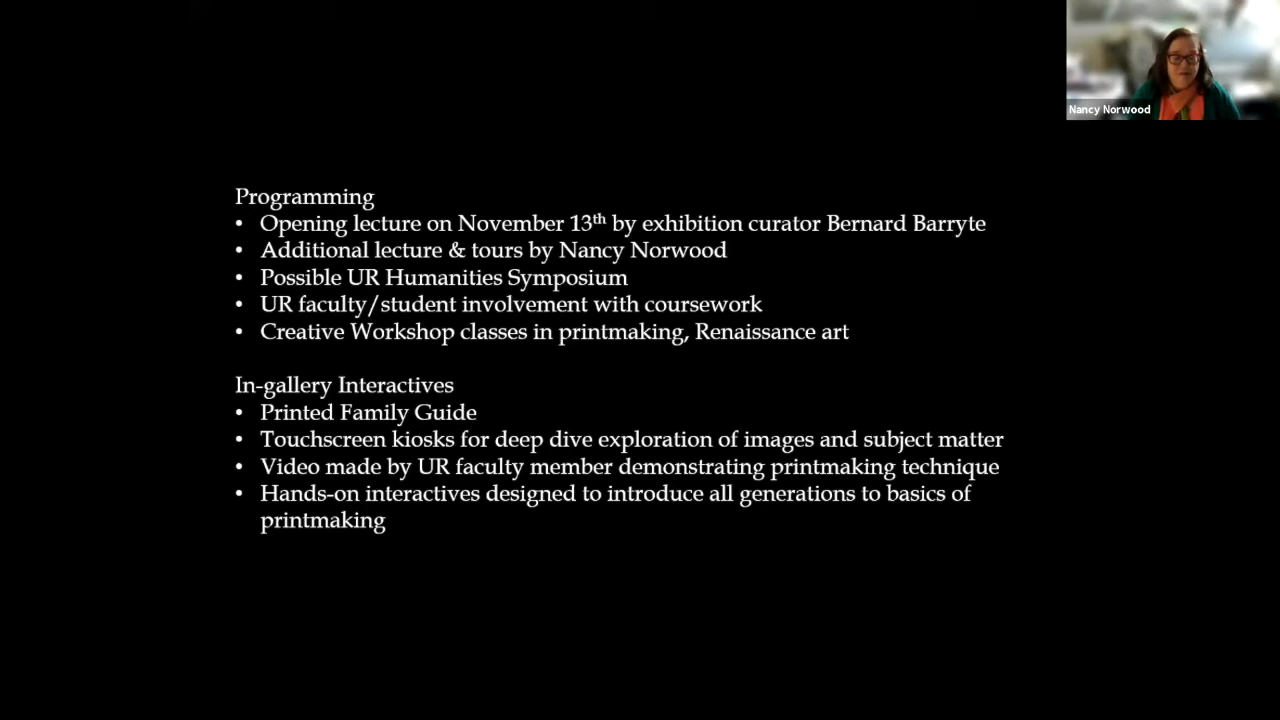 Nancy Norwood
Programming
• Opening lecture on November 13th by exhibition curator Bernard Barryte
• Additional lecture & tours by Nancy Norwood
• Possible UR Humanities Symposium
• UR faculty/student involvement with coursework
• Creative Workshop classes in printmaking, Renaissance art
In-gallery Interactives
• Printed Family Guide
• Touchscreen kiosks for deep dive exploration of images and subject matter
• Video made by UR faculty member demonstrating printmaking technique
• Hands-on interactives designed to introduce all generations to basics of
printmaking